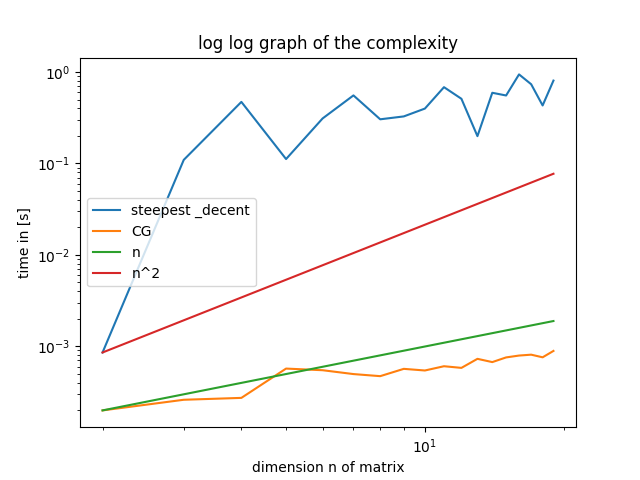 log log graph of the complexity
10⁰
10⁻¹
10⁻²
10⁻³
time in [s]
steepest _decent
CG
n
n^2
10¹
dimension n of matrix